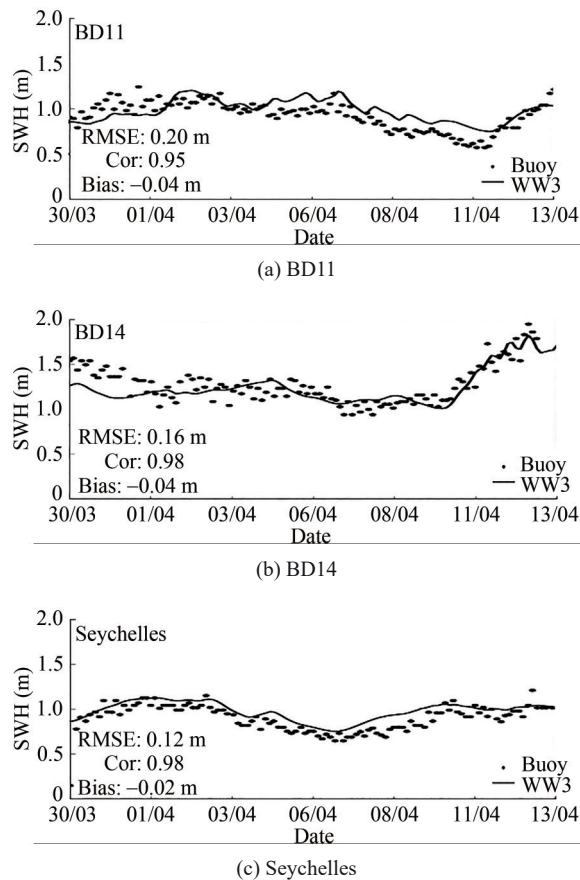 2.0
BD11
1.5
SWH (m)
1.0
RMSE: 0.20 m
0.5
Cor: 0.95
Buoy
Bias: −0.04 m
WW3
0
30/03 01/04 03/04 06/04 08/04 11/04 13/04
Date
(a) BD11
2.0
BD14
1.5
SWH (m)
1.0
RMSE: 0.16 m
0.5
Cor: 0.98
Buoy
Bias: −0.04 m
WW3
0
30/03 01/04 03/04 06/04 08/04 11/04 13/04
Date
(b) BD14
2.0
Seychelles
1.5
SWH (m)
1.0
RMSE: 0.12 m
0.5
Cor: 0.98
Buoy
Bias: −0.02 m
WW3
0
30/03 01/04 03/04 06/04 08/04 11/04 13/04
Date
(c) Seychelles